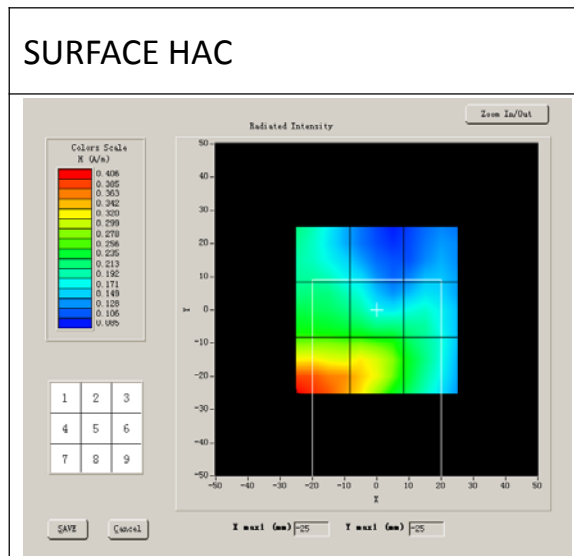 SURFACE HAC
Zoom In/Out
Radiated Intensity
Colors Scale
H (A/m)
0.406
0.385
0.363
0.342
0.320
0.299
0.278
0.256
0.235
0.213
0.192
0.171
0.149
0.128
0.106
0.085
50
40
30
20
10
0
-10
-20
-30
-40
-50
Y
-50 -40 -30 -20 -10 0 10 20 30 40 50
X
1 2 3
4 5 6
7 8 9
SAVE Cancel
X max1 (mm) -25 Y max1 (mm) -25